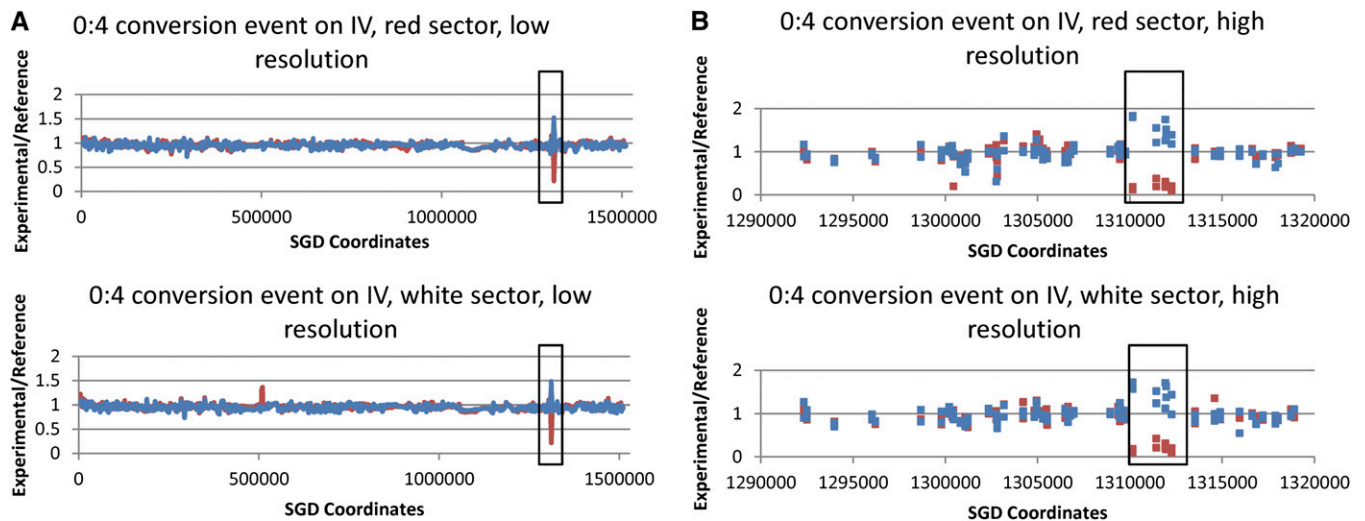 A
0:4 conversion event on IV, red sector, low
resolution
Experimental/Reference
2
1.5
1
0.5
0
0 500000 1000000 1500000
SGD Coordinates
0:4 conversion event on IV, white sector, low
resolution
Experimental/Reference
2
1.5
1
0.5
0
0 500000 1000000 1500000
SGD Coordinates
B
0:4 conversion event on IV, red sector, high
resolution
Experimental/Reference
2
1
0
1290000 1295000 1300000 1305000 1310000 1315000 1320000
SGD Coordinates
0:4 conversion event on IV, white sector, high
resolution
Experimental/Reference
2
1
0
1290000 1295000 1300000 1305000 1310000 1315000 1320000
SGD Coordinates